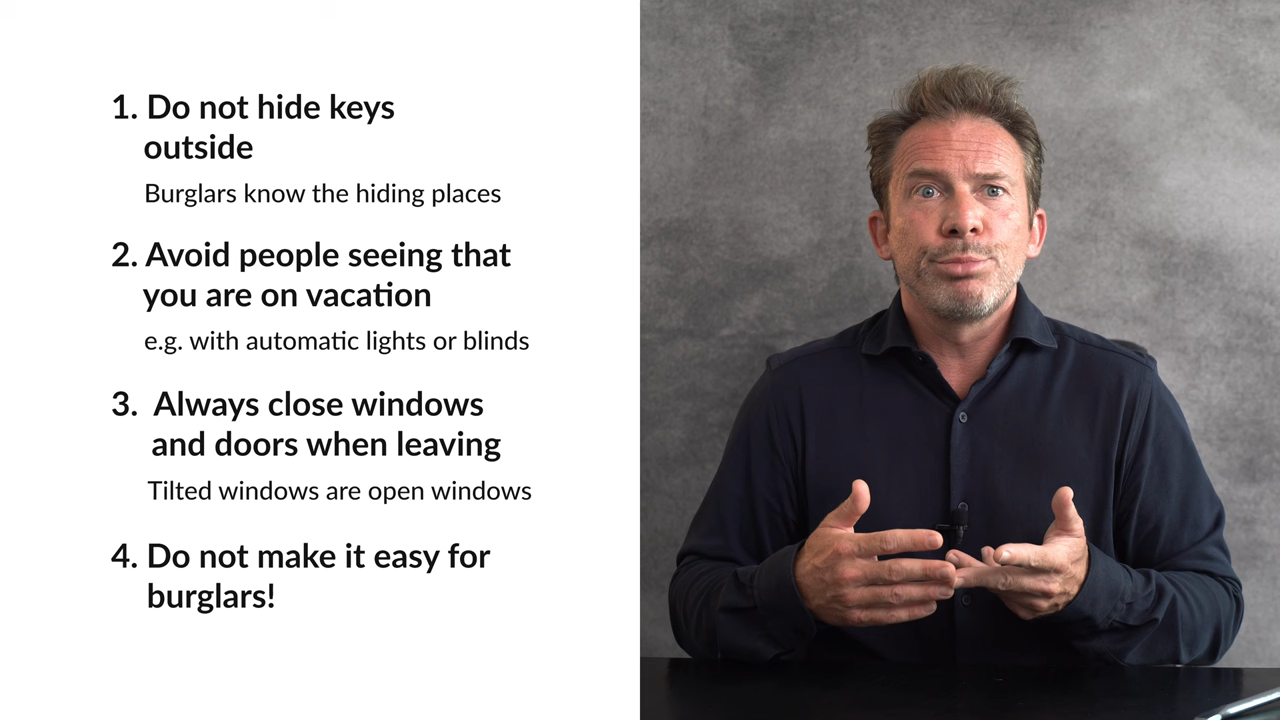 1. Do not hide keys
outside
Burglars know the hiding places
2. Avoid people seeing that
you are on vacation
e.g. with automatic lights or blinds
3. Always close windows
and doors when leaving
Tilted windows are open windows
4. Do not make it easy for
burglars!